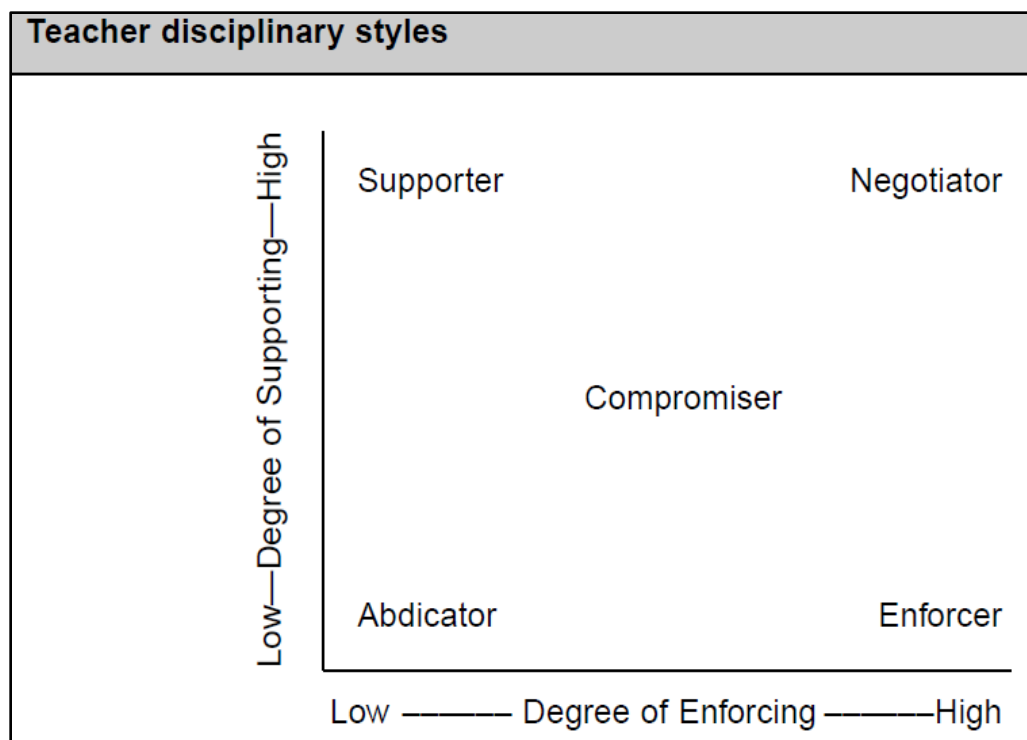 Teacher disciplinary styles
Low—Degree of Supporting—High
Supporter
Negotiator
Compromiser
Abdicator
Enforcer
Low –––––– Degree of Enforcing ––––––High